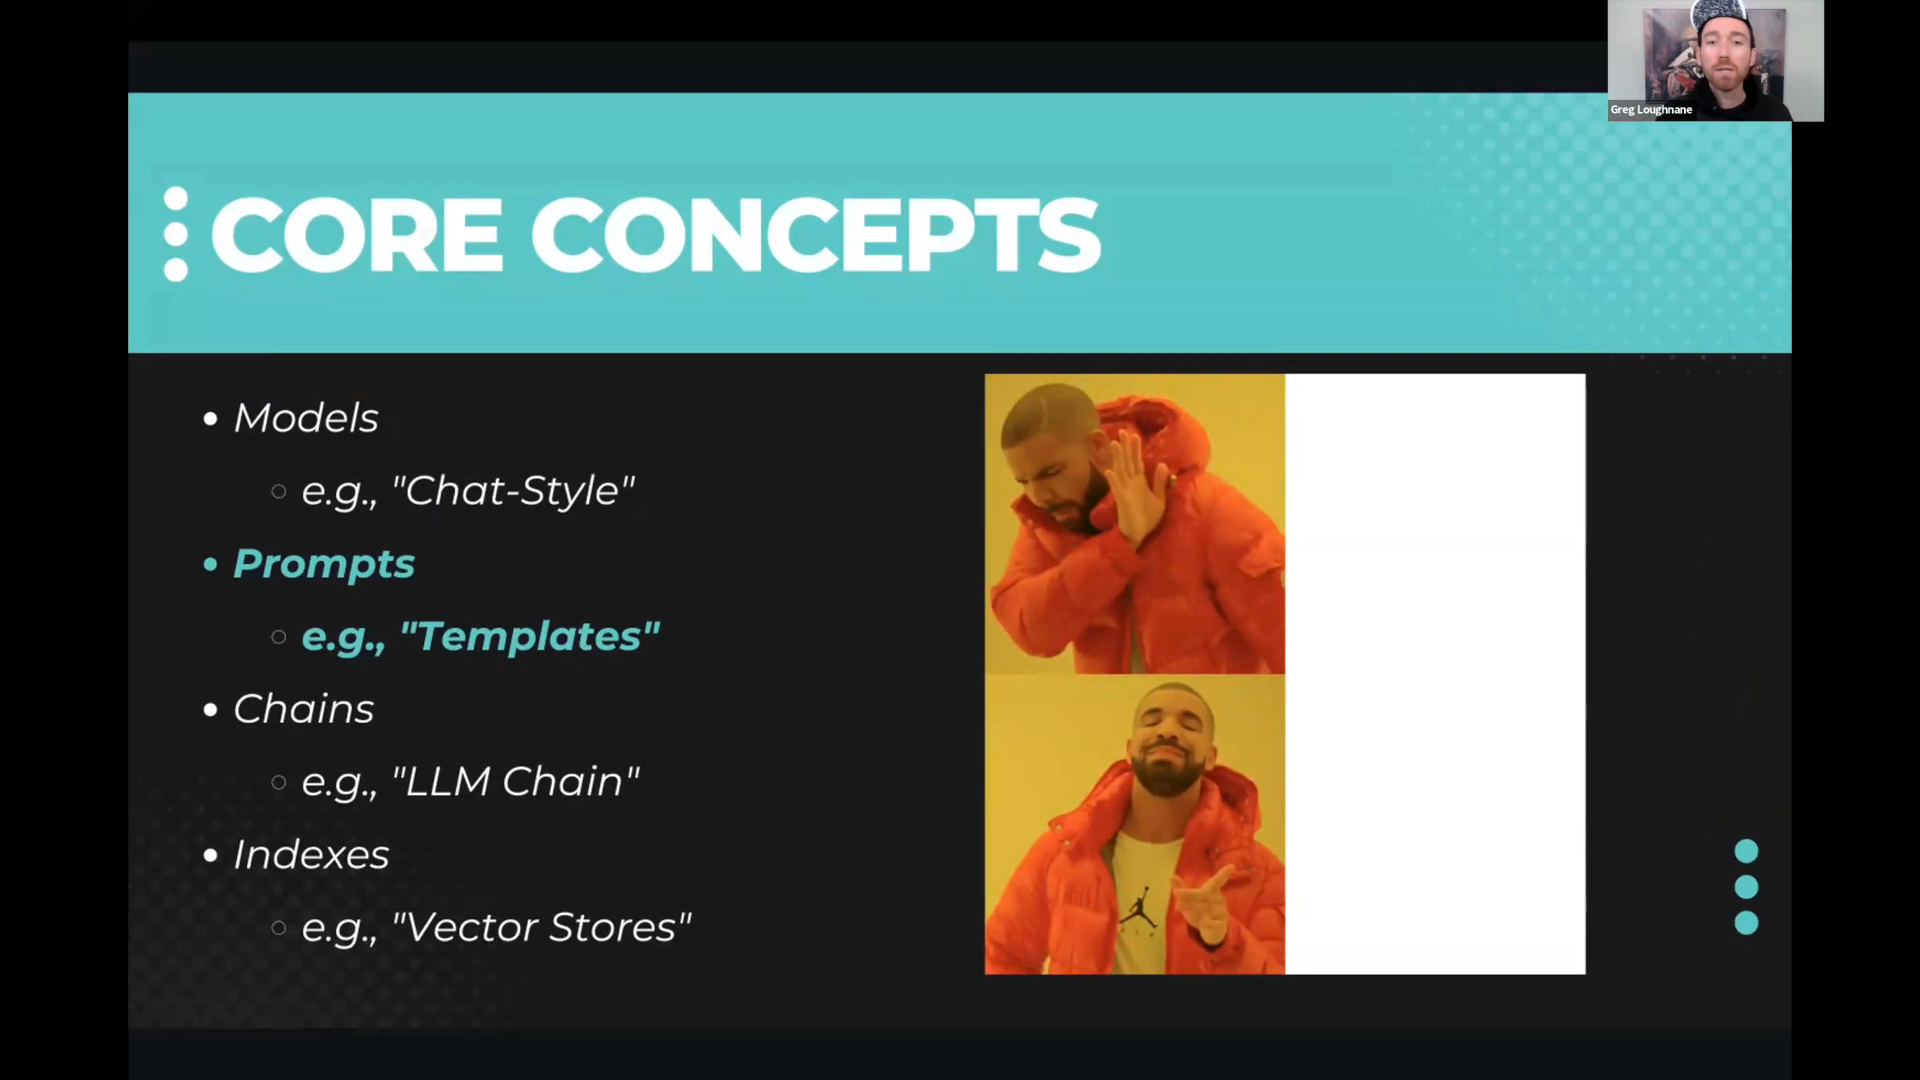 Greg Loughnane
CORE CONCEPTS
• Models
○ e.g., "Chat-Style"
• Prompts
○ e.g., "Templates"
• Chains
○ e.g., "LLM Chain"
• Indexes
○ e.g., "Vector Stores"